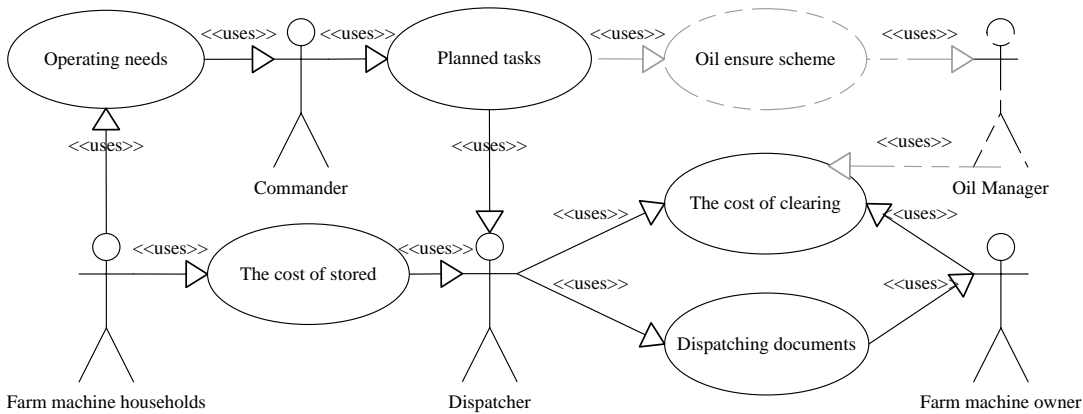 <<uses>>
<<uses>>
<<uses>>
<<uses>>
Operating needs
Planned tasks
Oil ensure scheme
<<uses>>
<<uses>>
<<uses>>
Commander
Oil Manager
The cost of clearing
<<uses>>
<<uses>>
<<uses>>
<<uses>>
The cost of stored
<<uses>>
<<uses>>
Dispatching documents
Farm machine households
Dispatcher
Farm machine owner